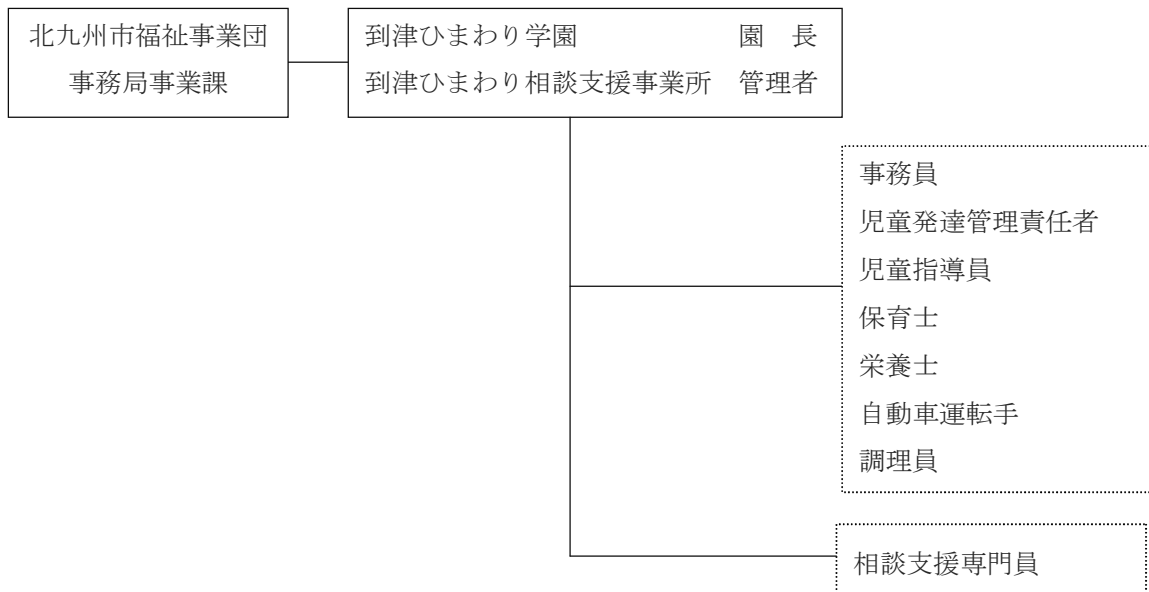 北九州市福祉事業団
事務局事業課
到津ひまわり学園　園　長
到津ひまわり相談支援事業所　管理者
事務員
児童発達管理責任者
児童指導員
保育士
栄養士
自動車運転手
調理員
相談支援専門員